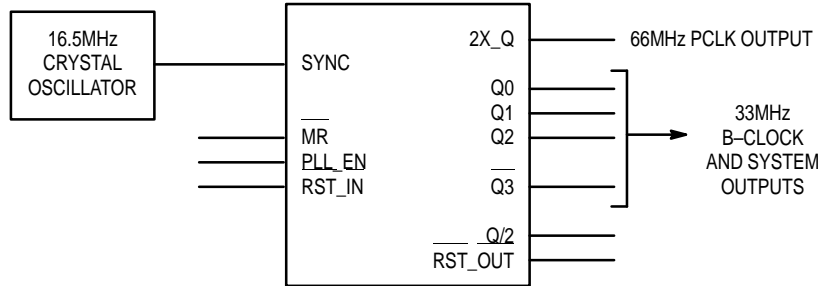 16.5MHz
CRYSTAL
OSCILLATOR
SYNC
MR
PLL_EN
RST_IN
2X_Q
Q0
Q1
Q2
Q3
Q/2
RST_OUT
66MHz PCLK OUTPUT
33MHz
B–CLOCK
AND SYSTEM
OUTPUTS